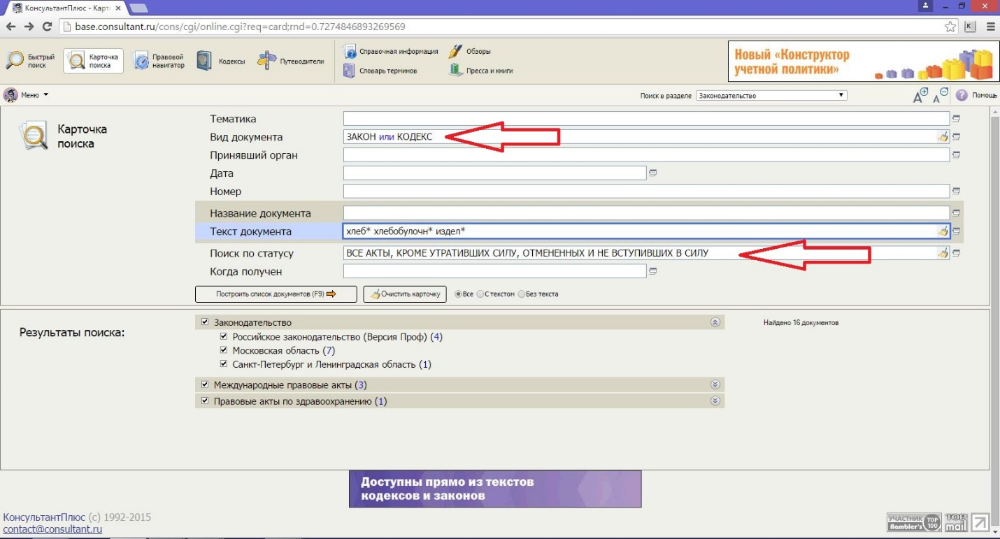 КонсультантПлюс - Карт
base.consultant.ru/cons/cgi/online.cgi?req=card;rnd=0.7274846893269569
Быстрый поиск
Карточка поиска
Правовой навигатор
Кодексы
Путеводители
Справочная информация
Обзоры
Словарь терминов
Пресса и книги
Новый «Конструктор
учетной политики»
Меню
Поиск в разделе Законодательство
Помощь
Карточка
поиска
Тематика
Вид документа ЗАКОН или КОДЕКС
Принявший орган
Дата
Номер
Название документа
Текст документа хлеб* хлебобулочн* издел*
Поиск по статусу ВСЕ АКТЫ, КРОМЕ УТРАТИВШИХ СИЛУ, ОТМЕНЕННЫХ И НЕ ВСТУПИВШИХ В СИЛУ
Когда получен
Построить список документов (F9) Очистить карточку Все С текстом Без текста
Результаты поиска:
Законодательство
Найдено 16 документов
Российское законодательство (Версия Проф) (4)
Московская область (7)
Санкт-Петербург и Ленинградская область (1)
Международные правовые акты (3)
Правовые акты по здравоохранению (1)
Доступны прямо из текстов
кодексов и законов
КонсультантПлюс (c) 1992-2015
contact@consultant.ru
УЧАСТНИК
Rambler's
TOP
100
TOP
mail